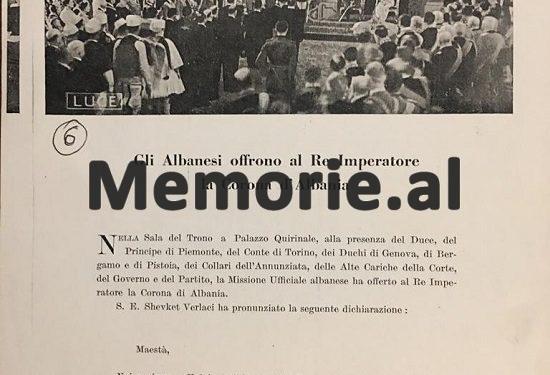 LUCE
6
Gli Albanesi offrono al Re Imperatore
la Corona d'Albania
Memorie.al
NELLA Sala del Trono a Palazzo Quirinale, alla presenza del Duce, del
Principe di Piemonte, del Conte di Torino, dei Duchi di Genova, di Ber-
gamo e di Pistoia, dei Collari dell'Annunziata, delle Alte Cariche della Corte,
del Governo e del Partito, la Missione Ufficiale albanese ha offerto al Re Impe-
ratore la Corona di Albania.
S. E. Shevket Verlaci ha pronunziato la seguente dichiarazione :
Maestà,